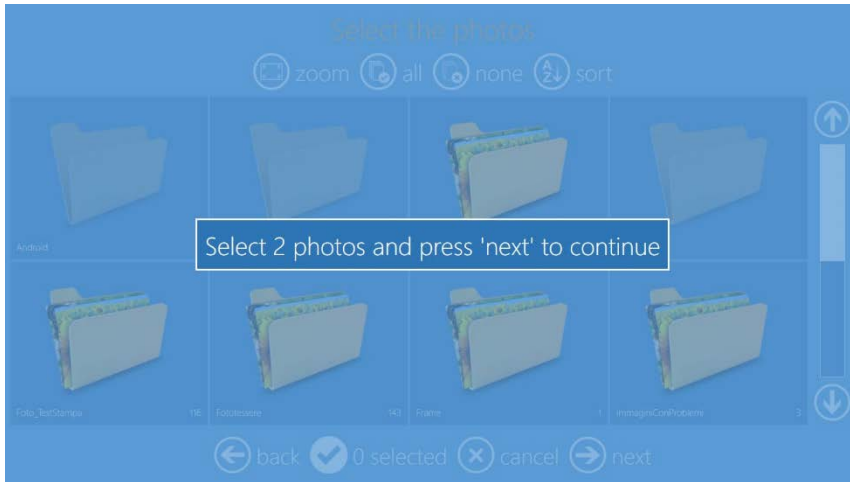 Select the photos
zoom all none A Z sort
Android
Select 2 photos and press 'next' to continue
Foto_TestStampa 116 Fototessere 143 Frame 1 ImmaginiConProblemi 3
back 0 selected cancel next